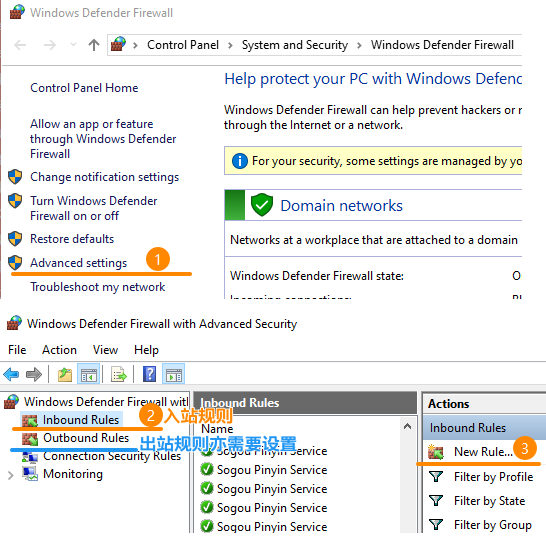 Windows Defender Firewall
Control Panel > System and Security > Windows Defender Firewall
Control Panel Home
Allow an app or feature
through Windows Defender
Firewall
Change notification settings
Turn Windows Defender
Firewall on or off
Restore defaults
Advanced settings 1
Troubleshoot my network
Help protect your PC with Windows Defenc
Windows Defender Firewall can help prevent hackers or r
through the Internet or a network.
For your security, some settings are managed by yo
Domain networks
Networks at a workplace that are attached to a domain
Windows Defender Firewall state:
Windows Defender Firewall with Advanced Security
File Action View Help
Windows Defender Firewall witl
Inbound Rules 2 入站规则
Outbound Rules 出站规则亦需要设置
Connection Security Rules
Monitoring
Inbound Rules
Name
Sogou Pinyin Service
Sogou Pinyin Service
Sogou Pinyin Service
Sogou Pinyin Service
Sogou Pinyin Service
Actions
Inbound Rules
New Rule... 3
Filter by Profile
Filter by State
Filter by Group